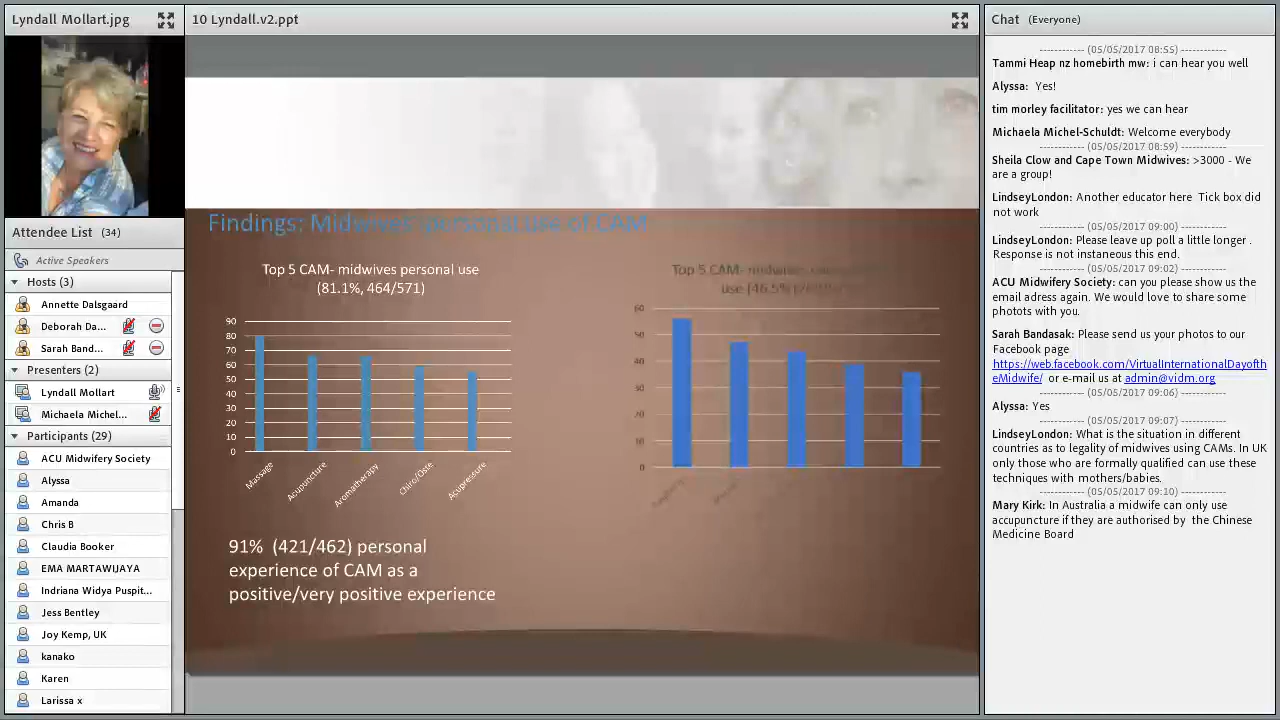 Lyndall Mollart.jpg
Attendee List (34)
Active Speakers
Hosts (3)
Annette Dalsgaard
Deborah Da...
Sarah Band...
Presenters (2)
Lyndall Mollart
Michaela Michel...
Participants (29)
ACU Midwifery Society
Alyssa
Amanda
Chris B
Claudia Booker
EMA MARTAWIJAYA
Indriana Widya Puspit...
Jess Bentley
Joy Kemp, UK
kanako
Karen
Larissa x
10 Lyndall.v2.ppt
Findings: Midwives personal use of CAM
Top 5 CAM- midwives personal use
(81.1%, 464/571)
90
80
70
60
50
40
30
20
10
0
Massage
Acupuncture
Aromatherapy
Chiro/Oste
Acupressure
91% (421/462) personal
experience of CAM as a
positive/very positive experience
Top 5 CAM- midwives
use (46.5%
60
50
40
30
20
10
0
Chat (Everyone)
------------ (05/05/2017 08:55) ------------
Tammi Heap nz homebirth mw: i can hear you well
Alyssa: Yes!
tim morley facilitator: yes we can hear
Michaela Michel-Schuldt: Welcome everybody
------------ (05/05/2017 08:59) ------------
Sheila Clow and Cape Town Midwives: >3000 - We
are a group!
LindseyLondon: Another educator here Tick box did
not work
------------ (05/05/2017 09:00) ------------
LindseyLondon: Please leave up poll a little longer .
Response is not instaneous this end.
------------ (05/05/2017 09:02) ------------
ACU Midwifery Society: can you please show us the
email adress again. We would love to share some
photots with you.
Sarah Bandasak: Please send us your photos to our
Facebook page
https://web.facebook.com/VirtualInternationalDayofth
eMidwife/ or e-mail us at admin@vidm.org
------------ (05/05/2017 09:06) ------------
Alyssa: Yes
------------ (05/05/2017 09:07) ------------
LindseyLondon: What is the situation in different
countries as to legality of midwives using CAMs. In UK
only those who are formally qualified can use these
techniques with mothers/babies.
------------ (05/05/2017 09:10) ------------
Mary Kirk: In Australia a midwife can only use
accupuncture if they are authorised by the Chinese
Medicine Board